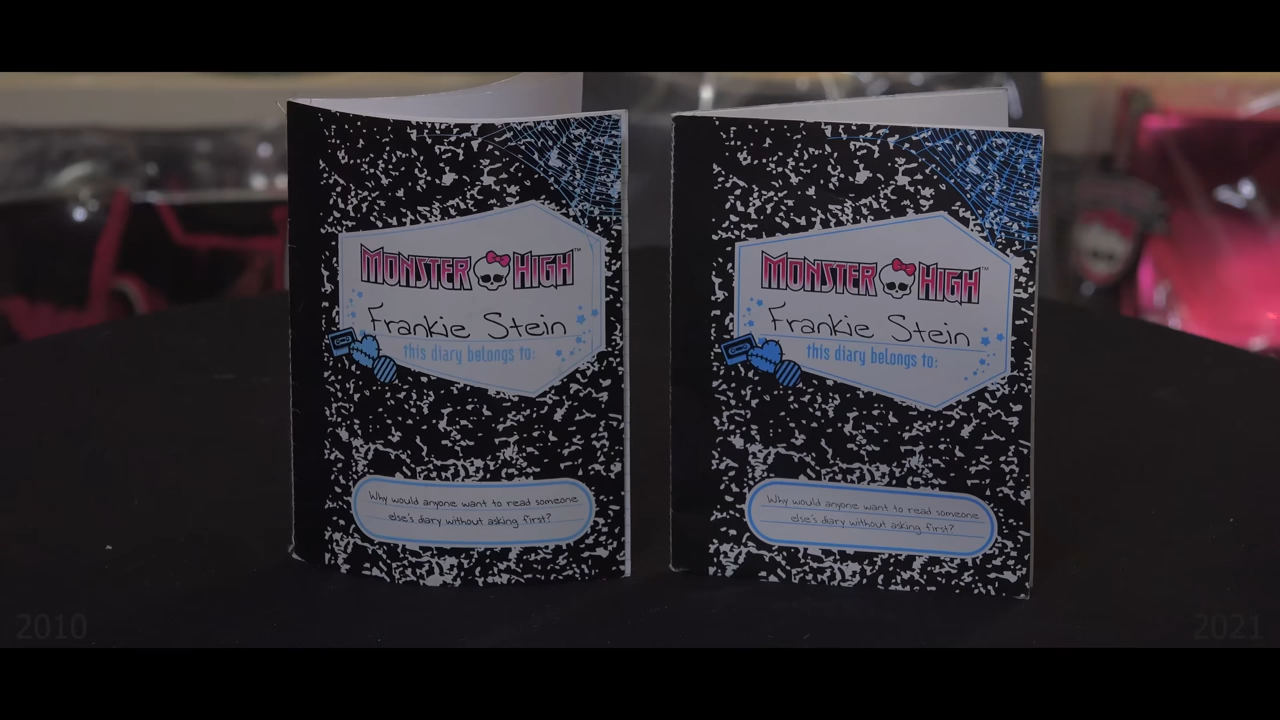 MONSTER HIGH™
Frankie Stein
this diary belongs to:
Why would anyone want to read someone
else's diary without asking first?
MONSTER HIGH™
Frankie Stein
this diary belongs to:
Why would anyone want to read someone
else's diary without asking first?
2010
2021